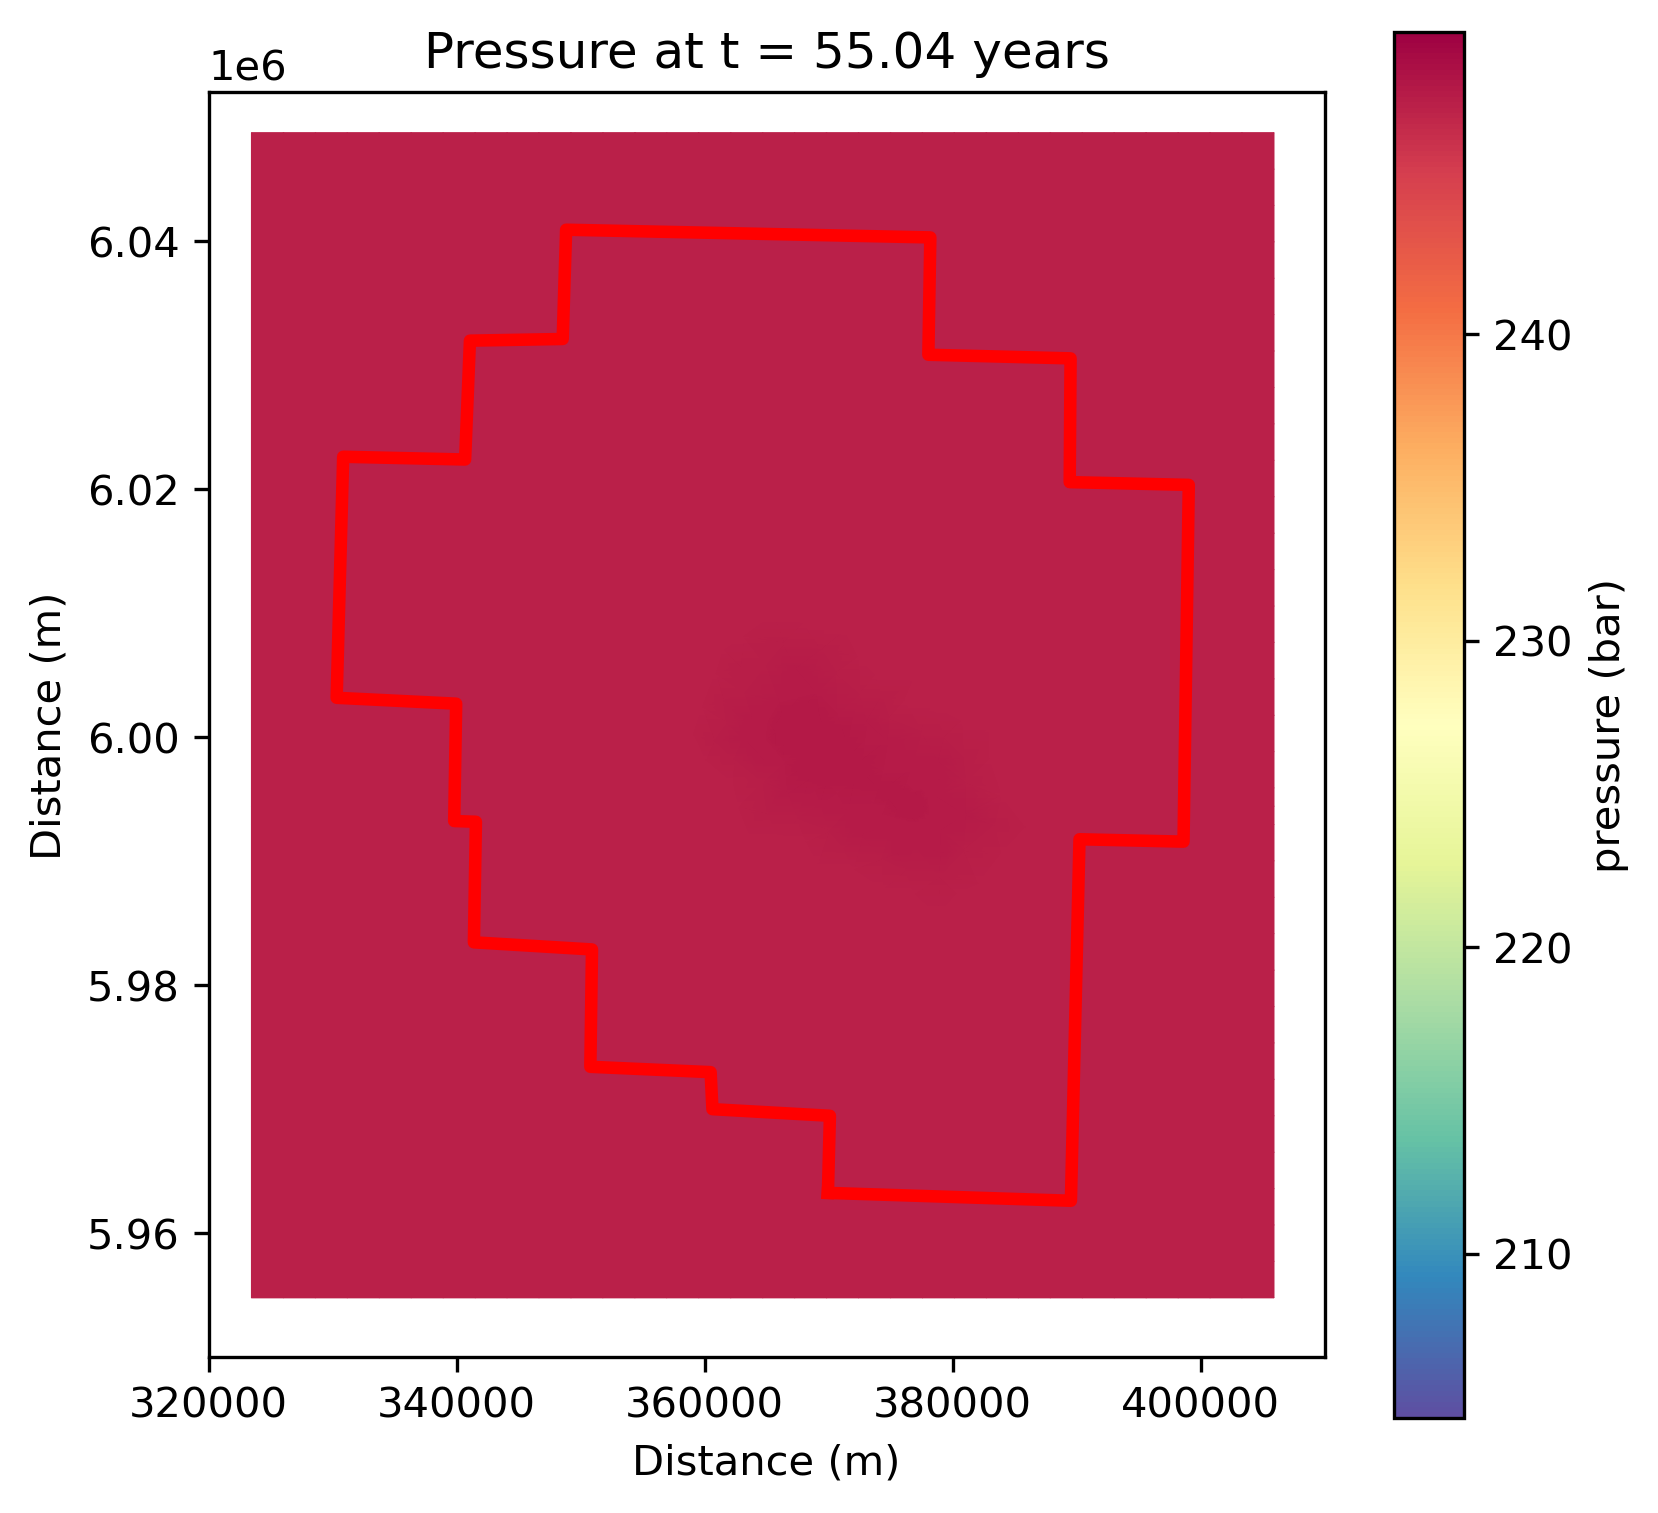 Pressure at t = 55.04 years
1e6
6.04
6.02
6.00
5.98
5.96
Distance (m)
320000 340000 360000 380000 400000
Distance (m)
240
230
220
210
pressure (bar)